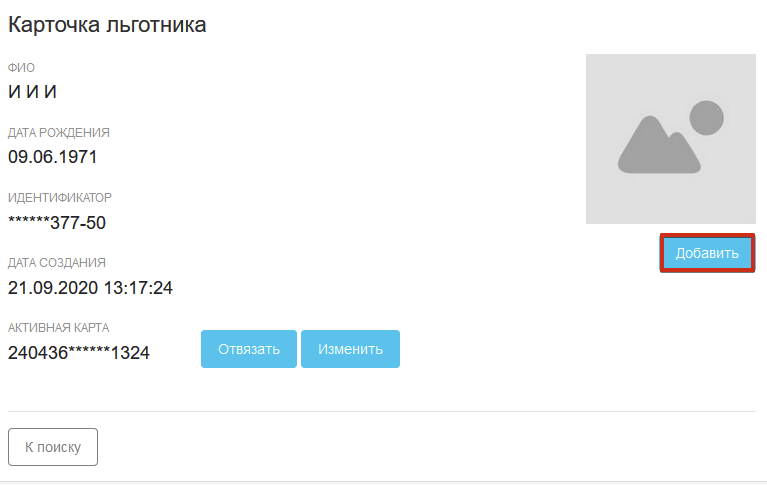 Карточка льготника
ФИО
И И И
ДАТА РОЖДЕНИЯ
09.06.1971
ИДЕНТИФИКАТОР
******377-50
Добавить
ДАТА СОЗДАНИЯ
21.09.2020 13:17:24
АКТИВНАЯ КАРТА
240436******1324
Отвязать
Изменить
К поиску